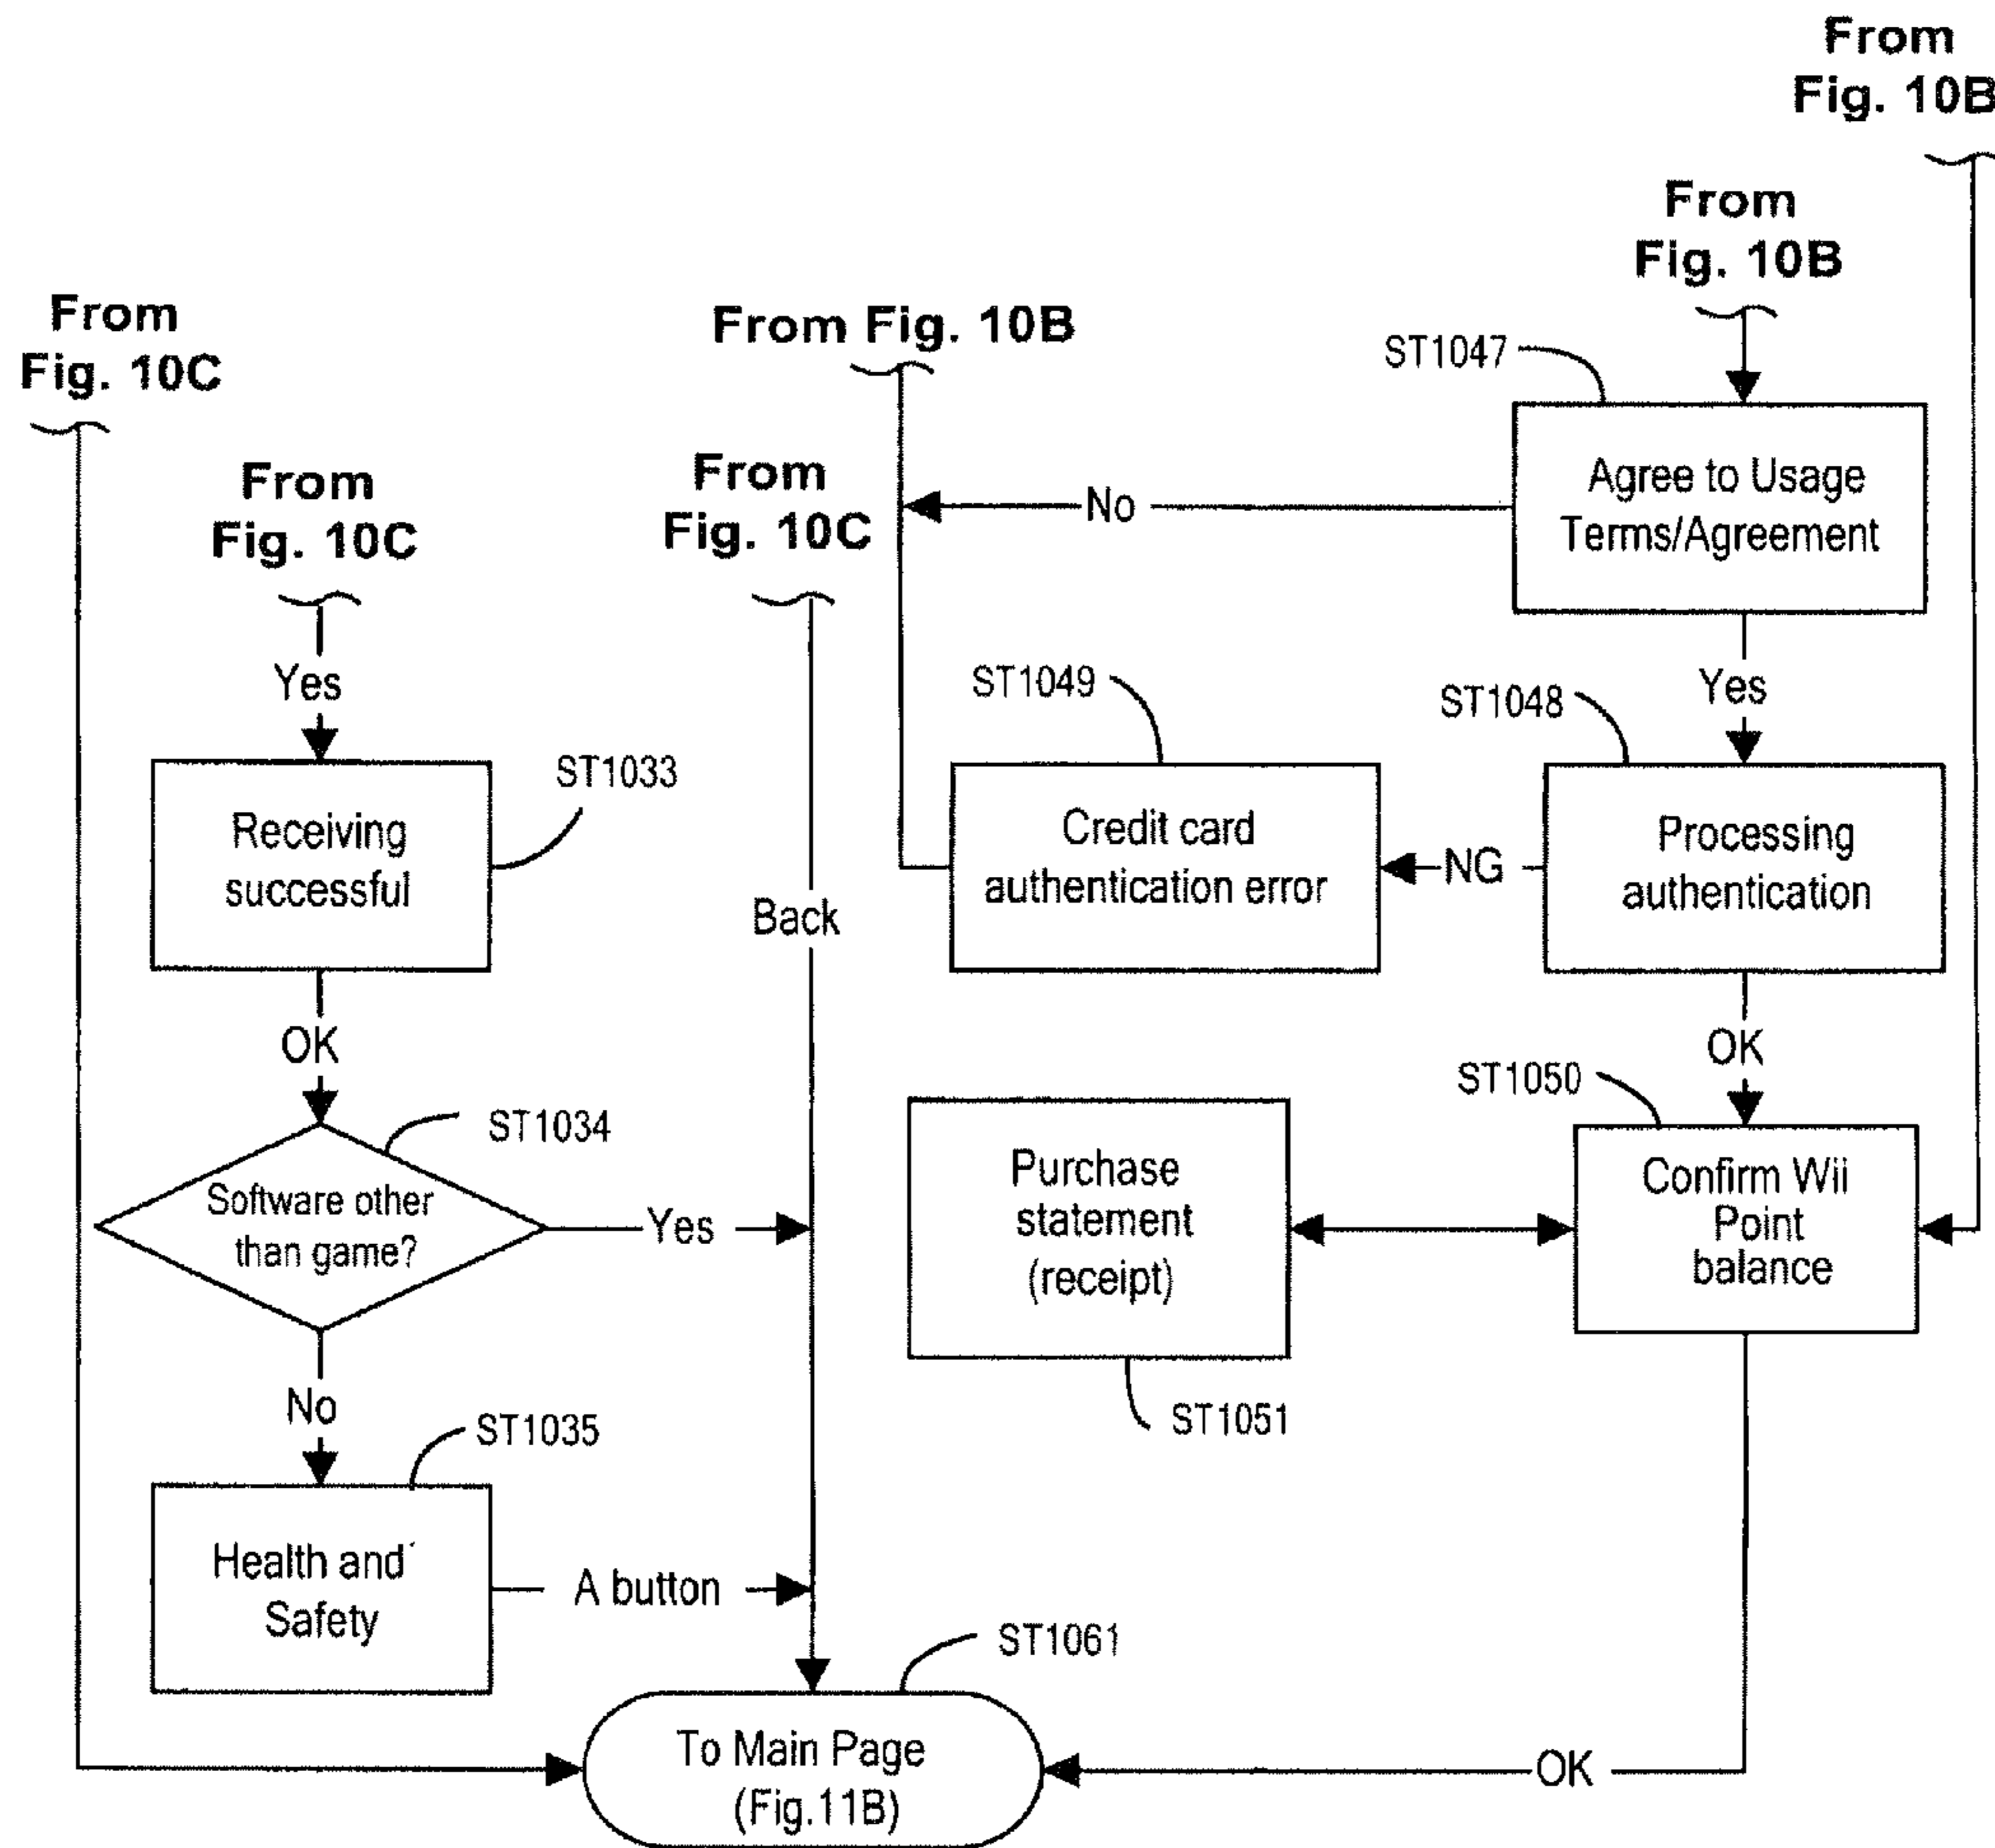 From
Fig. 10B
From
Fig. 10B
From
Fig. 10C
From Fig. 10B
ST1047
Agree to Usage
Terms/Agreement
No
From
Fig. 10C
From
Fig. 10C
Yes
ST1049
ST1048
Yes
ST1033
Receiving
successful
Credit card
authentication error
NG
Processing
authentication
Back
OK
OK
ST1050
ST1034
Software other
than game?
Yes
Purchase
statement
(receipt)
Confirm Wii
Point
balance
No
ST1035
ST1051
Health and
Safety
A button
ST1061
To Main Page
(Fig.11B)
OK